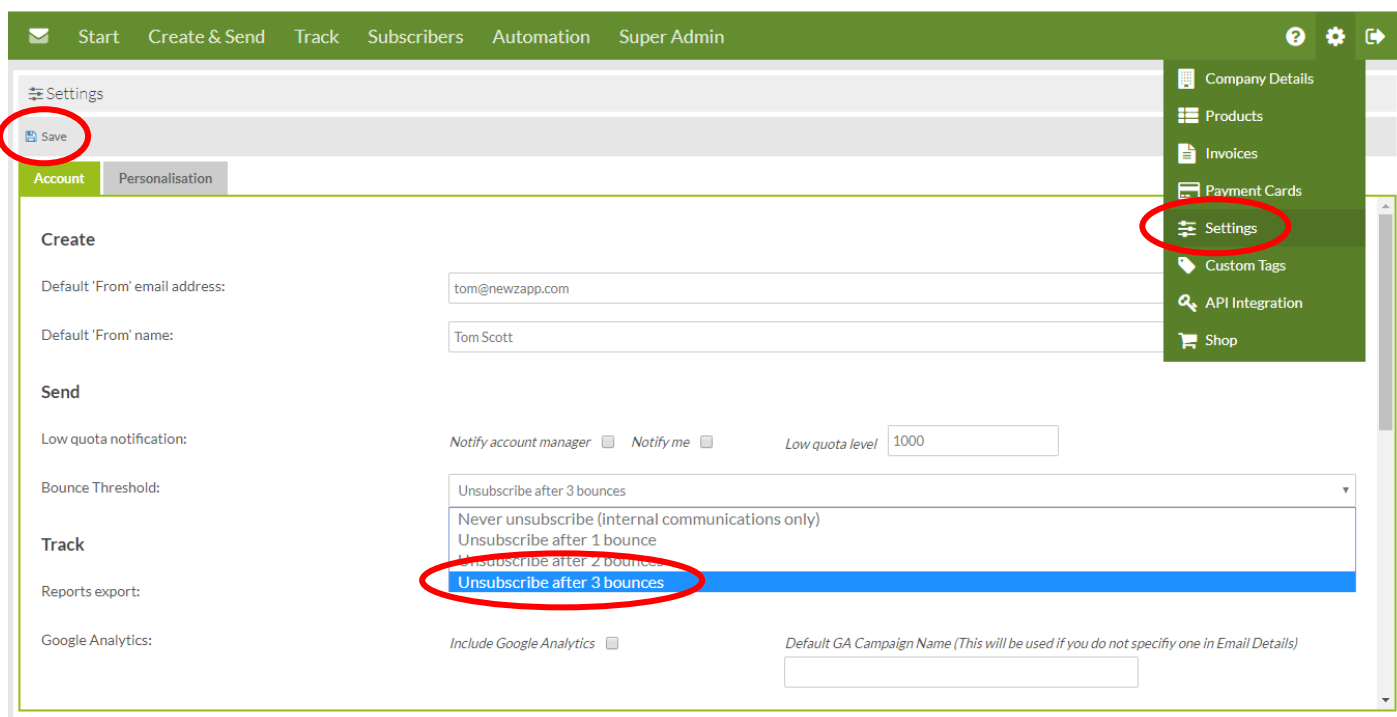 Start Create & Send Track Subscribers Automation Super Admin
Company Details
Products
Invoices
Payment Cards
Settings
Custom Tags
API Integration
Shop
Settings
Save
Account Personalisation
Create
Default 'From' email address: tom@newzapp.com
Default 'From' name: Tom Scott
Send
Low quota notification: Notify account manager Notify me Low quota level 1000
Bounce Threshold: Unsubscribe after 3 bounces
Never unsubscribe (internal communications only)
Unsubscribe after 1 bounce
Unsubscribe after 2 bounces
Unsubscribe after 3 bounces
Track
Reports export:
Google Analytics: Include Google Analytics Default GA Campaign Name (This will be used if you do not specifiy one in Email Details)